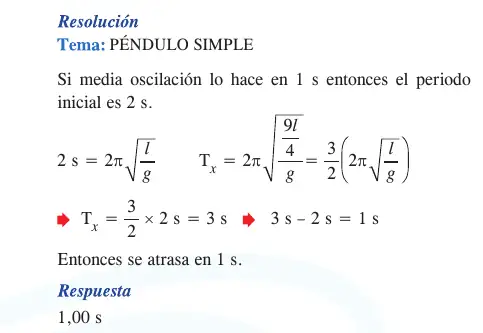 Resolución
Tema: PÉNDULO SIMPLE
Si media oscilación lo hace en 1 s entonces el periodo
inicial es 2 s.
2 s = 2π√(l/g)   Tₓ = 2π√((9l/4)/g) = 3/2(2π√(l/g))
➡ Tₓ = 3/2 × 2 s = 3 s ➡ 3 s – 2 s = 1 s
Entonces se atrasa en 1 s.
Respuesta
1,00 s